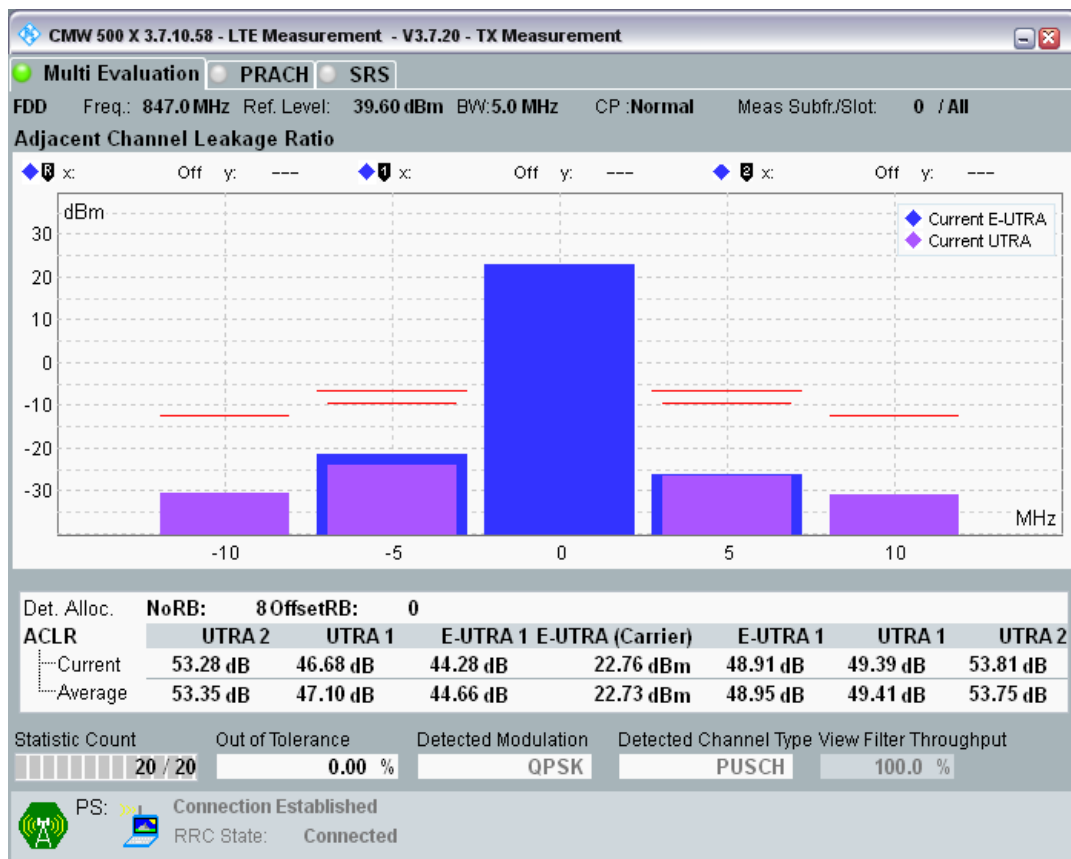 CMW 500 X 3.7.10.58 - LTE Measurement - V3.7.20 - TX Measurement
Multi Evaluation PRACH SRS
FDD Freq.: 847.0 MHz Ref. Level: 39.60 dBm BW:5.0 MHz CP :Normal Meas Subfr./Slot: 0 / All
Adjacent Channel Leakage Ratio
R x: Off y: --- 1 x: Off y: --- 2 x: Off y: ---
dBm
Current E-UTRA
Current UTRA
30
20
10
0
-10
-20
-30
MHz
-10 -5 0 5 10
Det. Alloc. NoRB: 8 OffsetRB: 0
ACLR UTRA 2 UTRA 1 E-UTRA 1 E-UTRA (Carrier) E-UTRA 1 UTRA 1 UTRA 2
Current 53.28 dB 46.68 dB 44.28 dB 22.76 dBm 48.91 dB 49.39 dB 53.81 dB
Average 53.35 dB 47.10 dB 44.66 dB 22.73 dBm 48.95 dB 49.41 dB 53.75 dB
Statistic Count Out of Tolerance Detected Modulation Detected Channel Type View Filter Throughput
20 / 20 0.00 % QPSK PUSCH 100.0 %
PS: Connection Established
RRC State: Connected